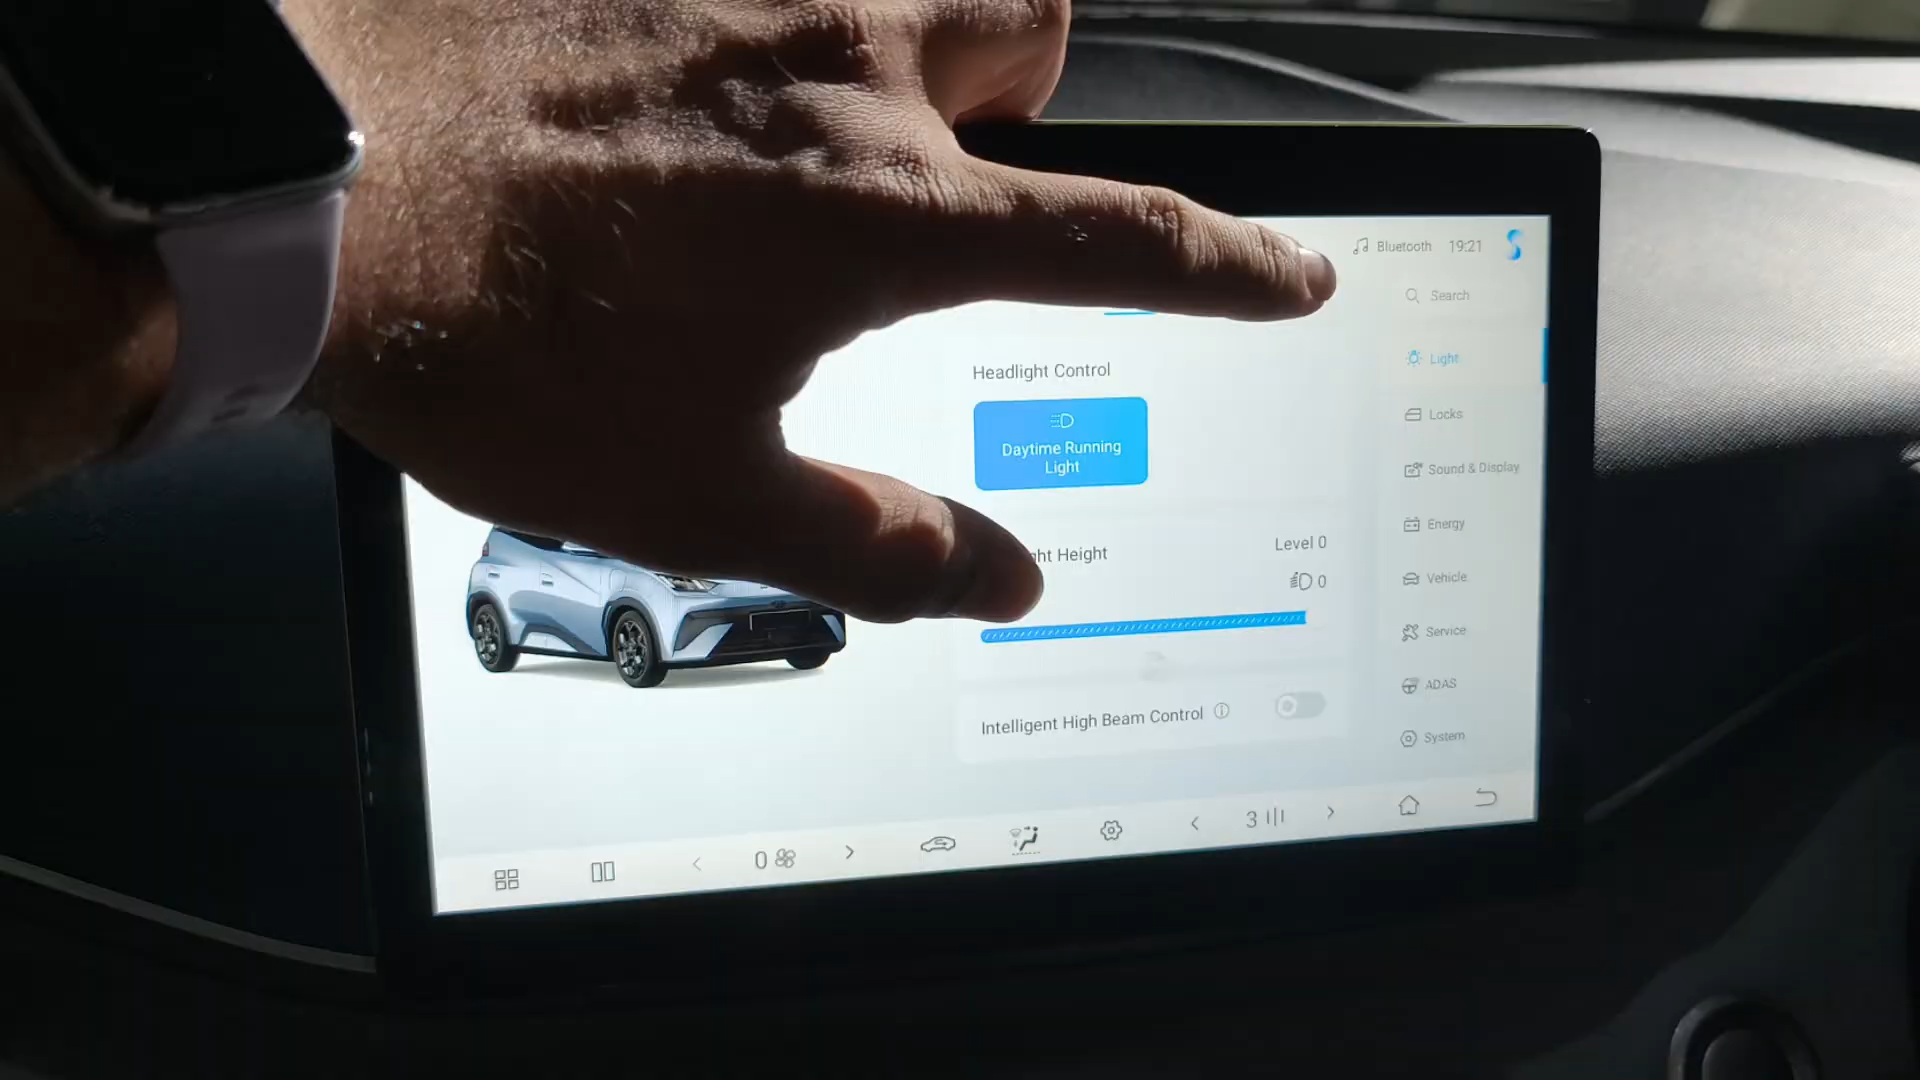 Bluetooth 19:21
Search
Light
Headlight Control
Daytime Running
Light
Locks
Sound & Display
Energy
Height
Level 0
0
Vehicle
Service
ADAS
Intelligent High Beam Control
System
0
3